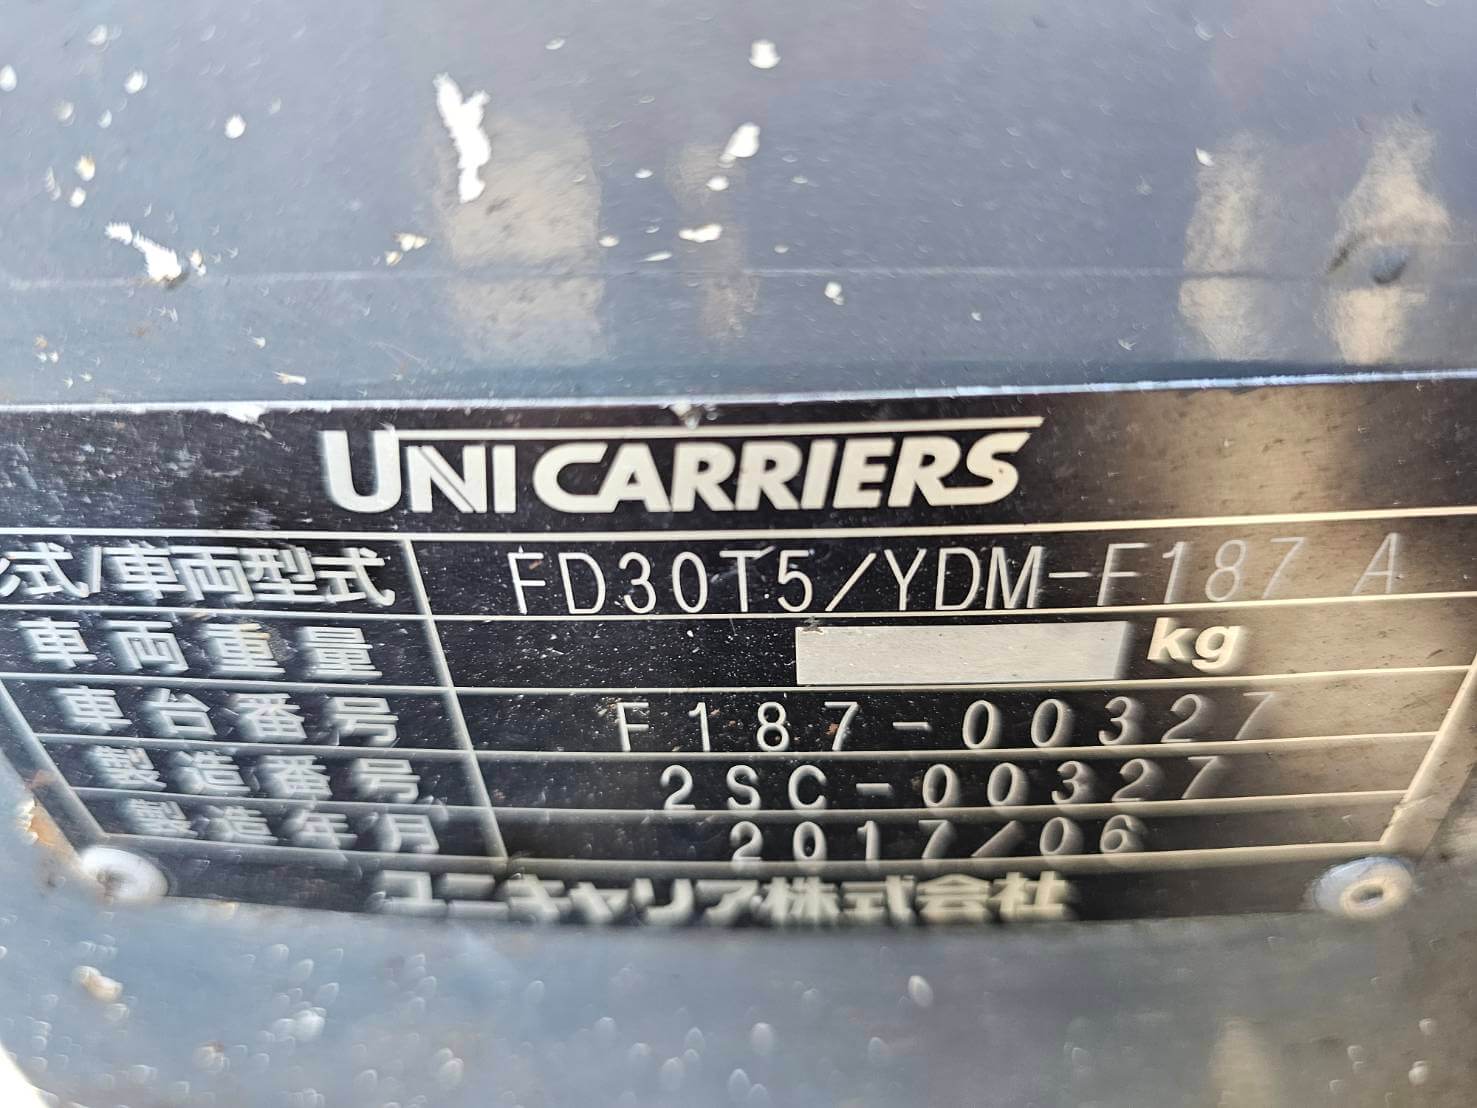 UNICARRIERS
式/車両型式 FD30T5/YDM-F187 A
車両重量 kg
車台番号 F187-00327
製造番号 2SC-00327
製造年月 2017/06
ユニキャリア株式会社